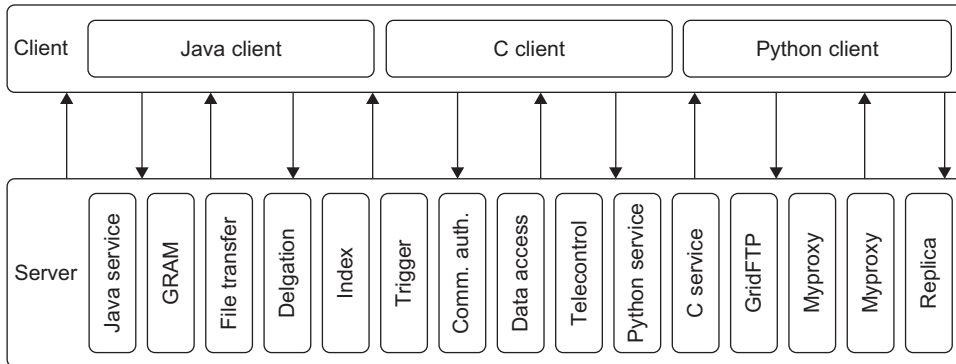 Client
Java client
C client
Python client
Server
Java service
GRAM
File transfer
Delgation
Index
Trigger
Comm. auth.
Data access
Telecontrol
Python service
C service
GridFTP
Myproxy
Myproxy
Replica